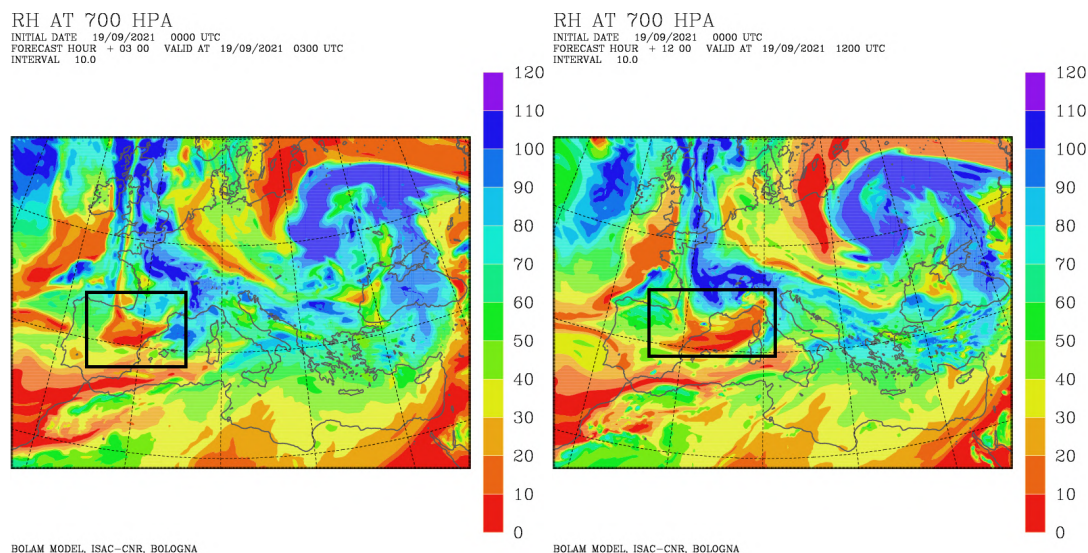 RH AT 700 HPA
INITIAL DATE 19/09/2021 0000 UTC
FORECAST HOUR + 03 00 VALID AT 19/09/2021 0300 UTC
INTERVAL 10.0
120
110
100
90
80
70
60
50
40
30
20
10
0
BOLAM MODEL, ISAC-CNR, BOLOGNA
RH AT 700 HPA
INITIAL DATE 19/09/2021 0000 UTC
FORECAST HOUR + 12 00 VALID AT 19/09/2021 1200 UTC
INTERVAL 10.0
120
110
100
90
80
70
60
50
40
30
20
10
0
BOLAM MODEL, ISAC-CNR, BOLOGNA